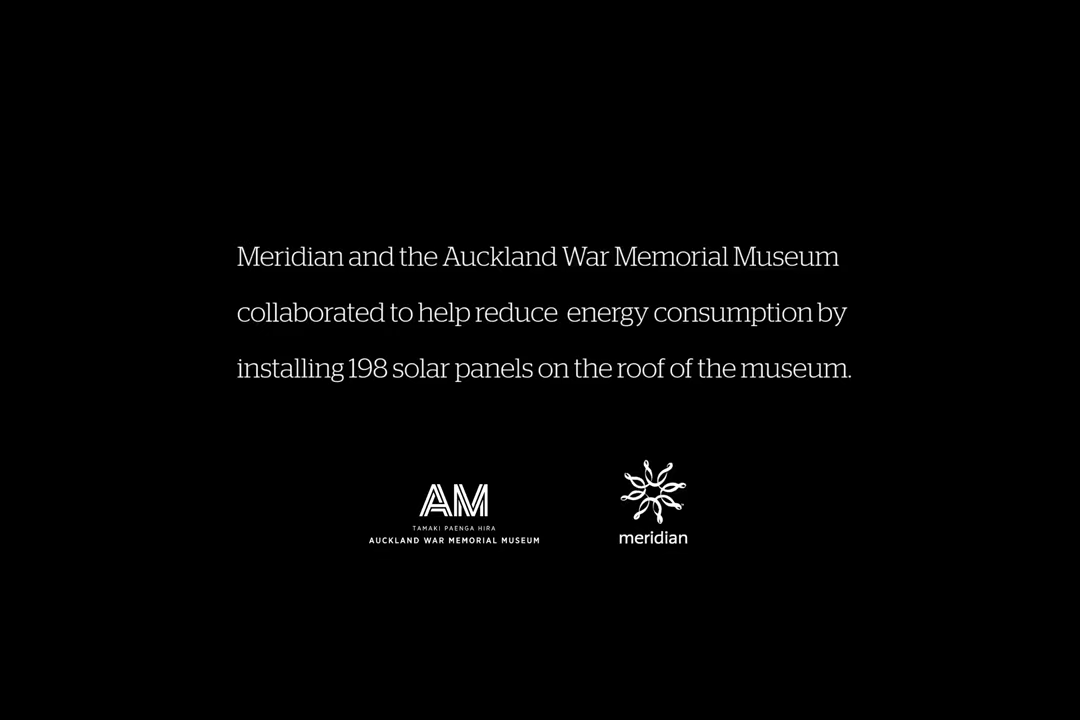 Meridian and the Auckland War Memorial Museum
collaborated to help reduce  energy consumption by
installing 198 solar panels on the roof of the museum.
AM
TAMAKI PAENGA HIRA
AUCKLAND WAR MEMORIAL MUSEUM
meridian